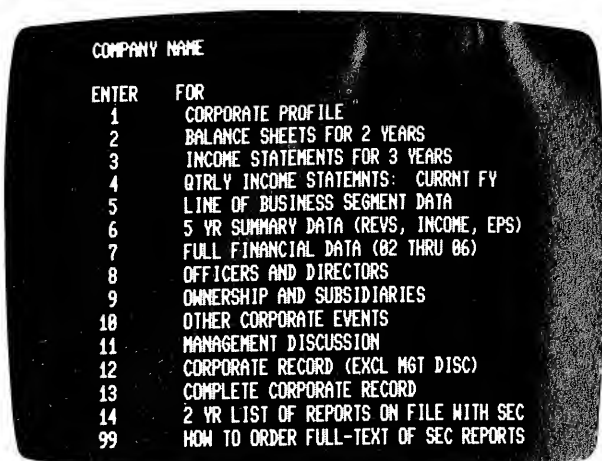 COMPANY NAME
ENTER FOR
1 CORPORATE PROFILE
2 BALANCE SHEETS FOR 2 YEARS
3 INCOME STATEMENTS FOR 3 YEARS
4 QTRLY INCOME STATEMNTS: CURRNT FY
5 LINE OF BUSINESS SEGMENT DATA
6 5 YR SUMMARY DATA (REVS, INCOME, EPS)
7 FULL FINANCIAL DATA (02 THRU 06)
8 OFFICERS AND DIRECTORS
9 OWNERSHIP AND SUBSIDIARIES
10 OTHER CORPORATE EVENTS
11 MANAGEMENT DISCUSSION
12 CORPORATE RECORD (EXCL MGT DISC)
13 COMPLETE CORPORATE RECORD
14 2 YR LIST OF REPORTS ON FILE WITH SEC
99 HOW TO ORDER FULL-TEXT OF SEC REPORTS